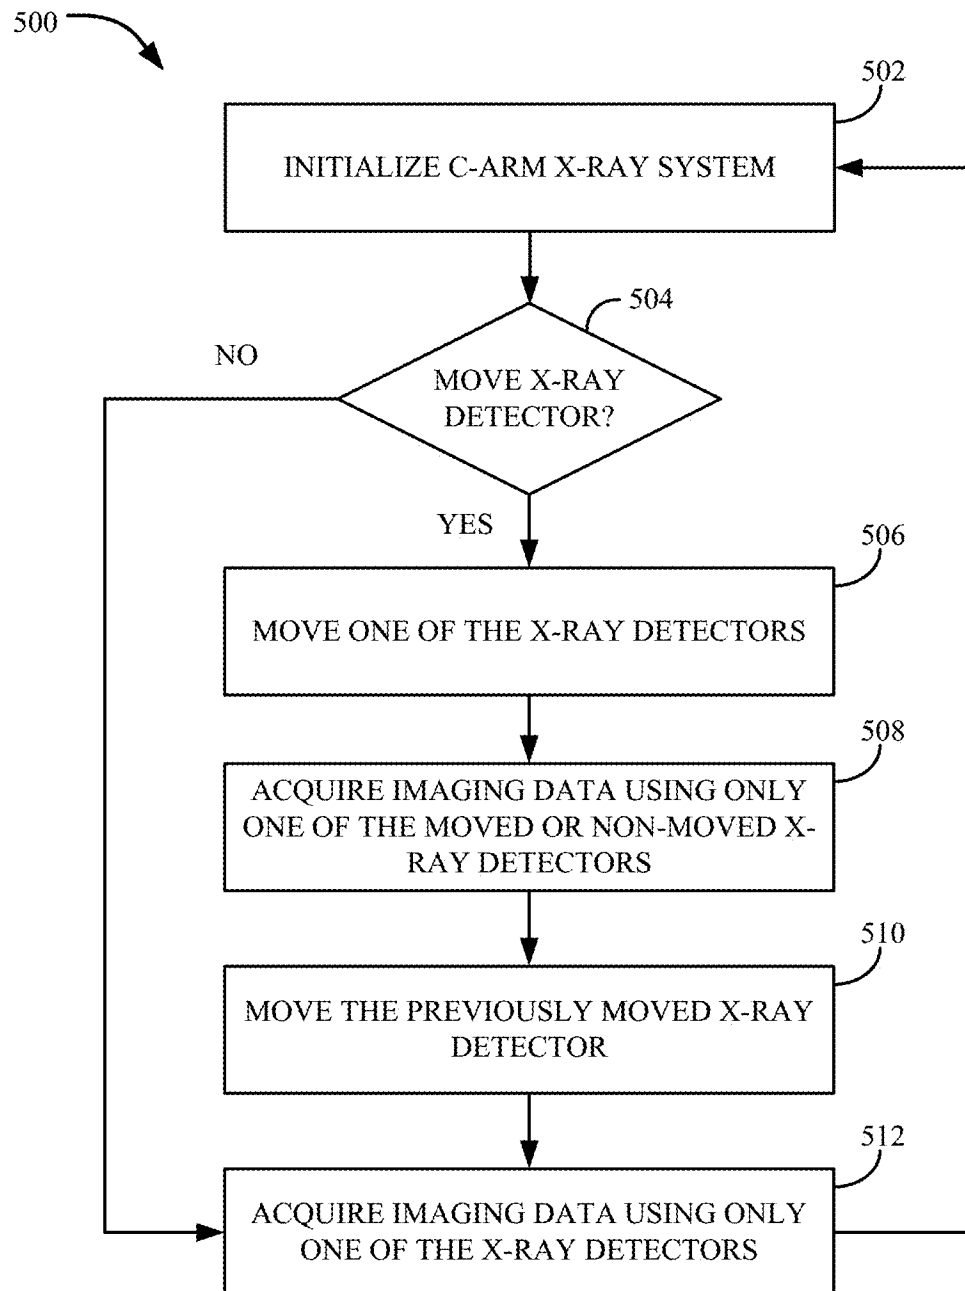 500
502
INITIALIZE C-ARM X-RAY SYSTEM
504
NO
MOVE X-RAY
DETECTOR?
YES
506
MOVE ONE OF THE X-RAY DETECTORS
508
ACQUIRE IMAGING DATA USING ONLY
ONE OF THE MOVED OR NON-MOVED X-
RAY DETECTORS
510
MOVE THE PREVIOUSLY MOVED X-RAY
DETECTOR
512
ACQUIRE IMAGING DATA USING ONLY
ONE OF THE X-RAY DETECTORS